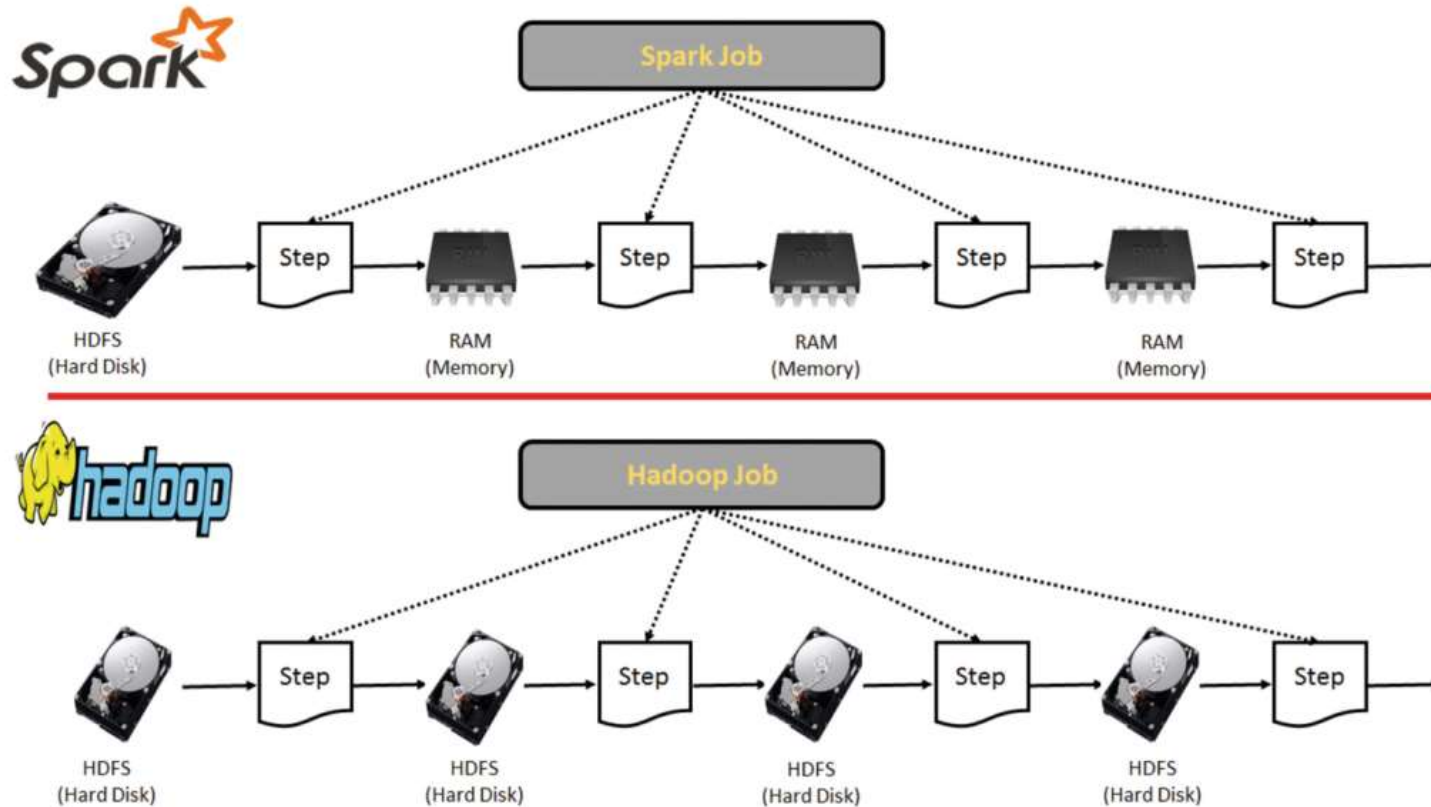 Spark
Spark Job
Step
Step
Step
Step
HDFS
(Hard Disk)
RAM
(Memory)
RAM
(Memory)
RAM
(Memory)
hadoop
Hadoop Job
Step
Step
Step
Step
HDFS
(Hard Disk)
HDFS
(Hard Disk)
HDFS
(Hard Disk)
HDFS
(Hard Disk)